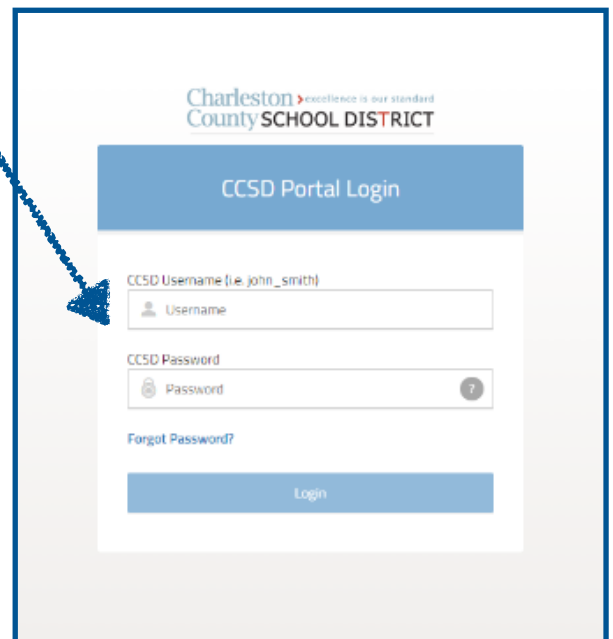 Charleston excellence is our standard
County SCHOOL DISTRICT
CCSD Portal Login
CCSD Username (i.e. john_smith)
Username
CCSD Password
Password ?
Forgot Password?
Login